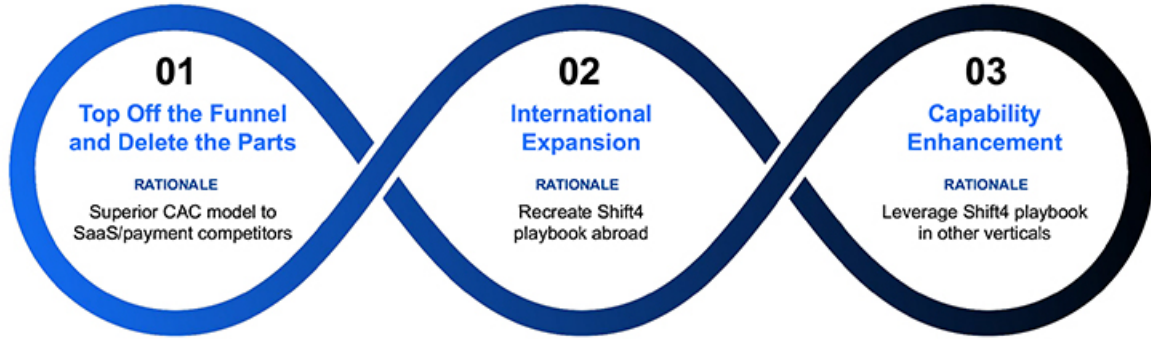 01
Top Off the Funnel
and Delete the Parts
RATIONALE
Superior CAC model to
SaaS/payment competitors
02
International
Expansion
RATIONALE
Recreate Shift4
playbook abroad
03
Capability
Enhancement
RATIONALE
Leverage Shift4 playbook
in other verticals